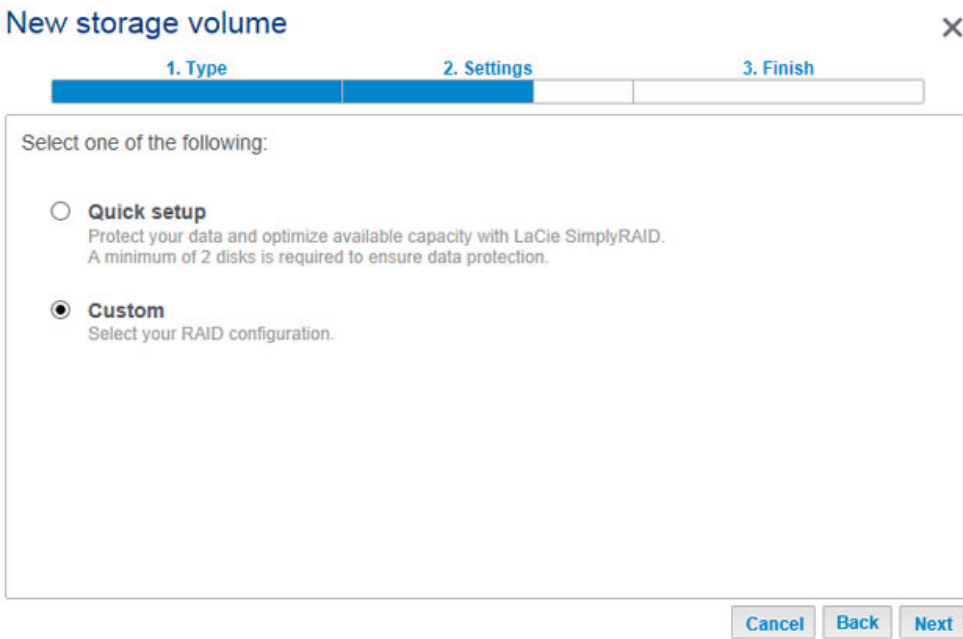 New storage volume
1. Type 2. Settings 3. Finish
Select one of the following:
Quick setup
Protect your data and optimize available capacity with LaCie SimplyRAID.
A minimum of 2 disks is required to ensure data protection.
Custom
Select your RAID configuration.
Cancel Back Next